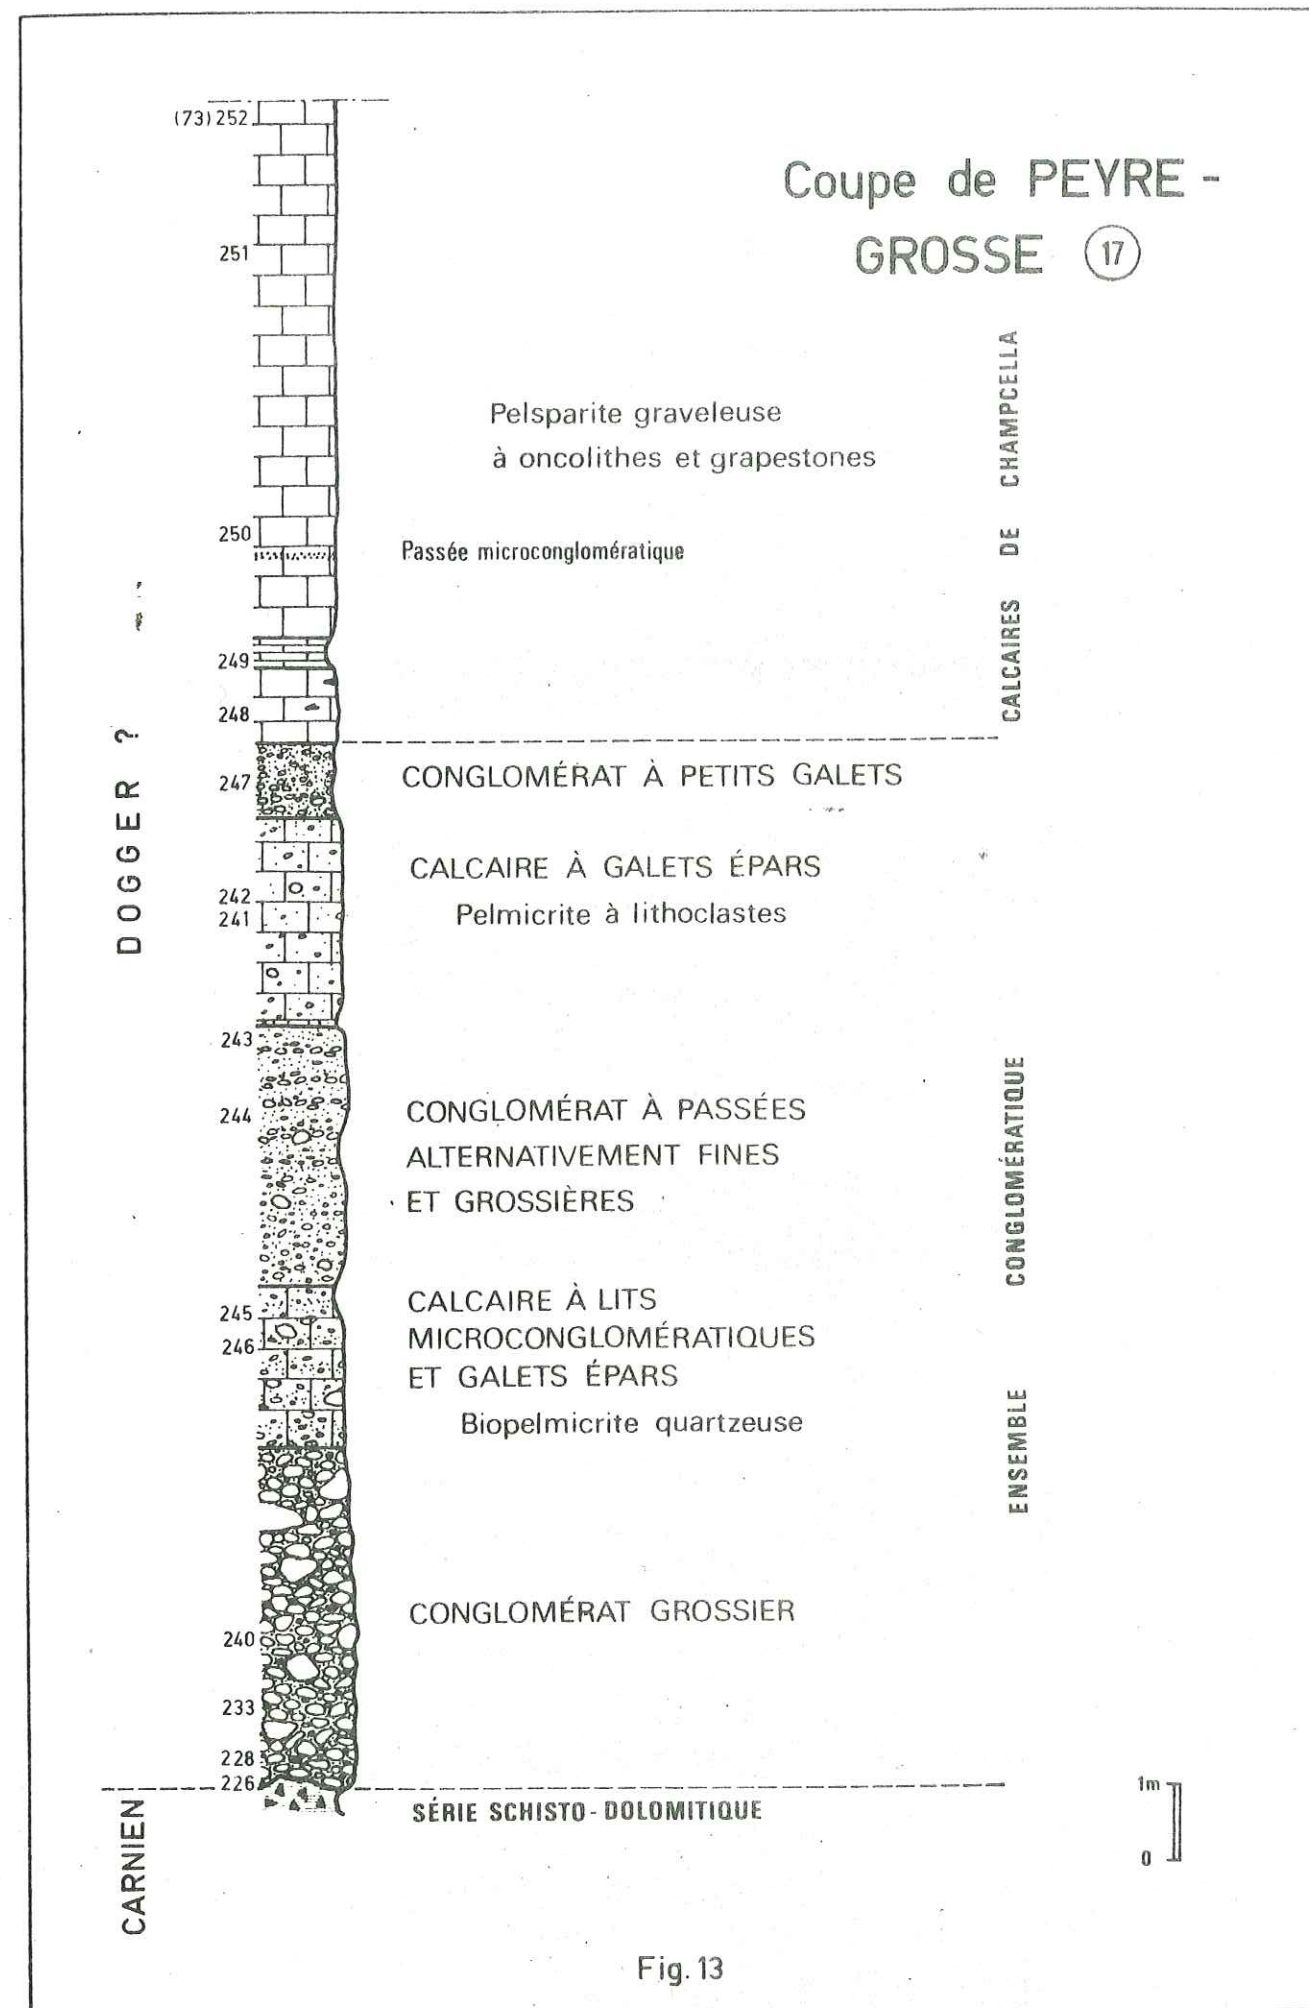 Coupe de PEYRE -
GROSSE 17
(73) 252
251
CALCAIRES DE CHAMPCELLA
Pelsparite graveleuse
à oncolithes et grapestones
250
Passée microconglomératique
249
248
DOGGER ?
247
CONGLOMÉRAT À PETITS GALETS
CALCAIRE À GALETS ÉPARS
242
241
Pelmicrite à lithoclastes
243
244
CONGLOMÉRAT À PASSÉES
ALTERNATIVEMENT FINES
ET GROSSIÈRES
ENSEMBLE CONGLOMÉRATIQUE
CALCAIRE À LITS
245
MICROCONGLOMÉRATIQUES
246
ET GALETS ÉPARS
Biopelmicrite quartzeuse
CONGLOMÉRAT GROSSIER
240
233
228
226
1m
0
SÉRIE SCHISTO-DOLOMITIQUE
CARNIEN
Fig. 13